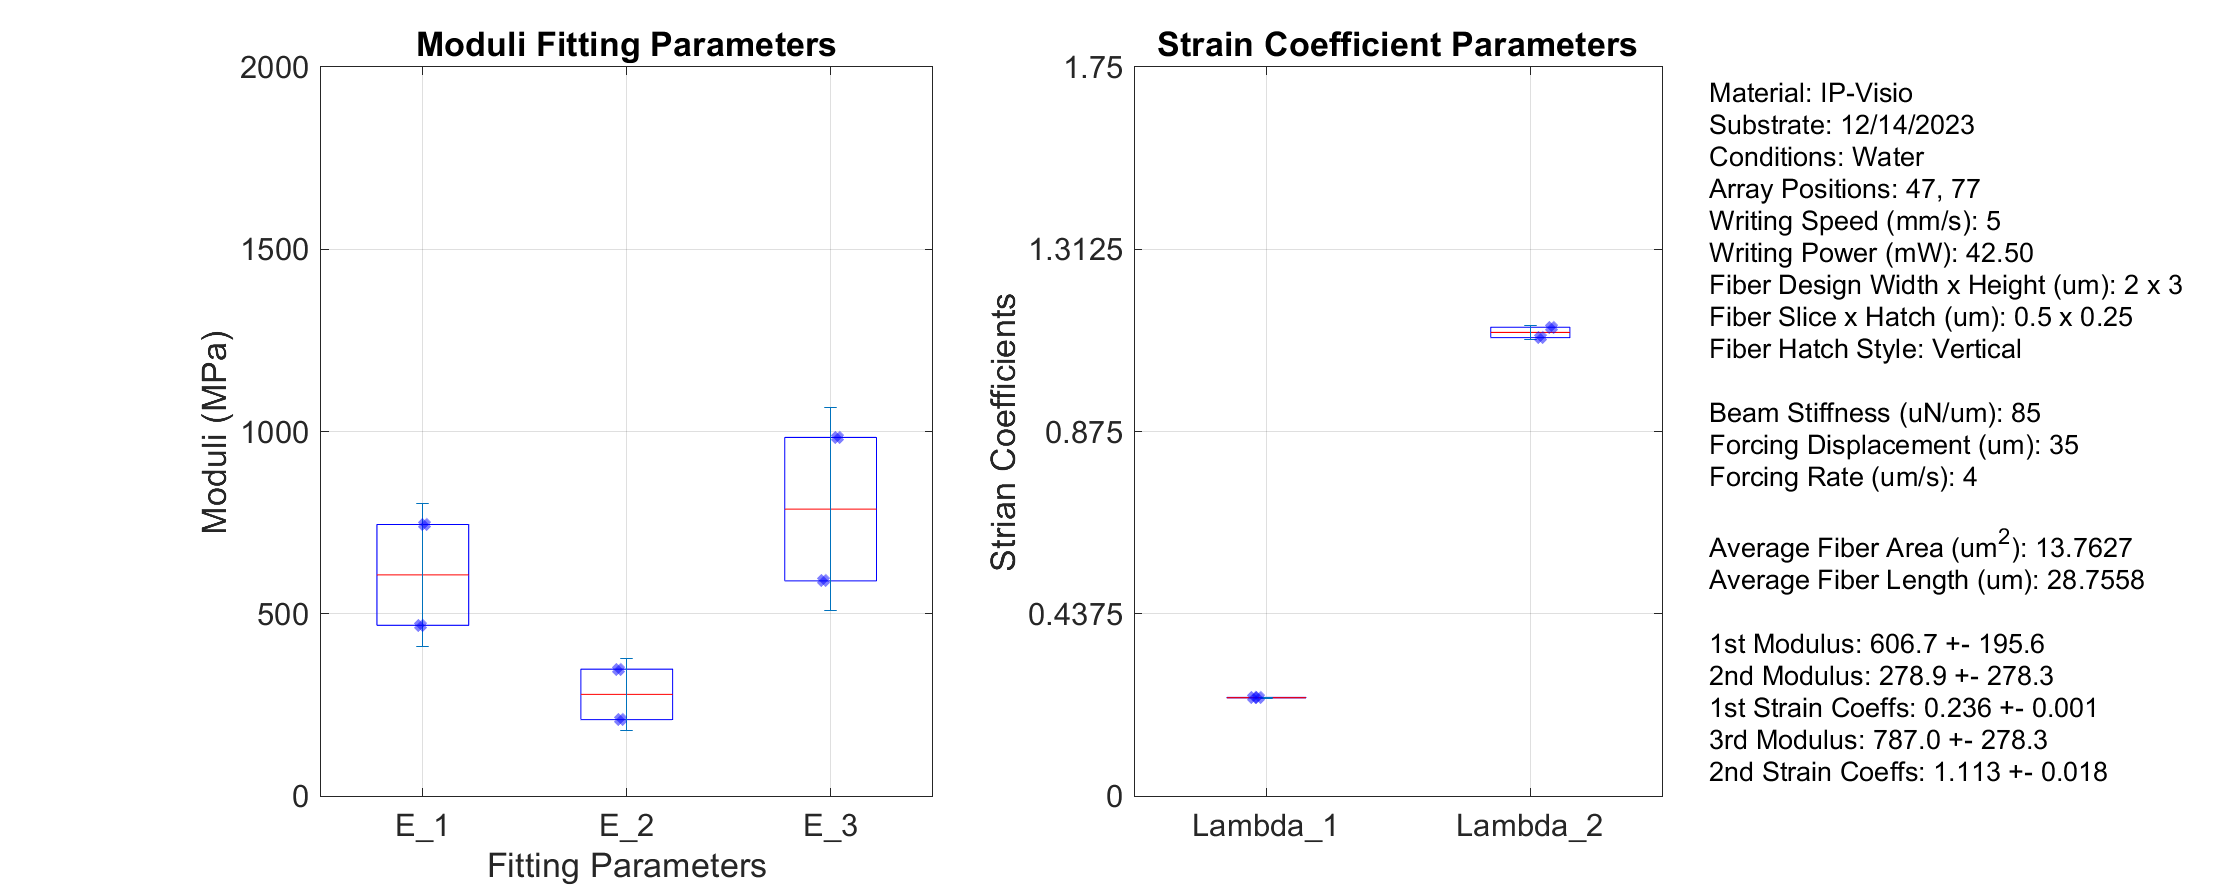 Moduli Fitting Parameters
2000
1500
1000
500
0
Moduli (MPa)
E_1
E_2
E_3
Fitting Parameters
Strain Coefficient Parameters
1.75
1.3125
0.875
0.4375
0
Strian Coefficients
Lambda_1
Lambda_2
Material: IP-Visio
Substrate: 12/14/2023
Conditions: Water
Array Positions: 47, 77
Writing Speed (mm/s): 5
Writing Power (mW): 42.50
Fiber Design Width x Height (um): 2 x 3
Fiber Slice x Hatch (um): 0.5 x 0.25
Fiber Hatch Style: Vertical
Beam Stiffness (uN/um): 85
Forcing Displacement (um): 35
Forcing Rate (um/s): 4
Average Fiber Area (um²): 13.7627
Average Fiber Length (um): 28.7558
1st Modulus: 606.7 +- 195.6
2nd Modulus: 278.9 +- 278.3
1st Strain Coeffs: 0.236 +- 0.001
3rd Modulus: 787.0 +- 278.3
2nd Strain Coeffs: 1.113 +- 0.018